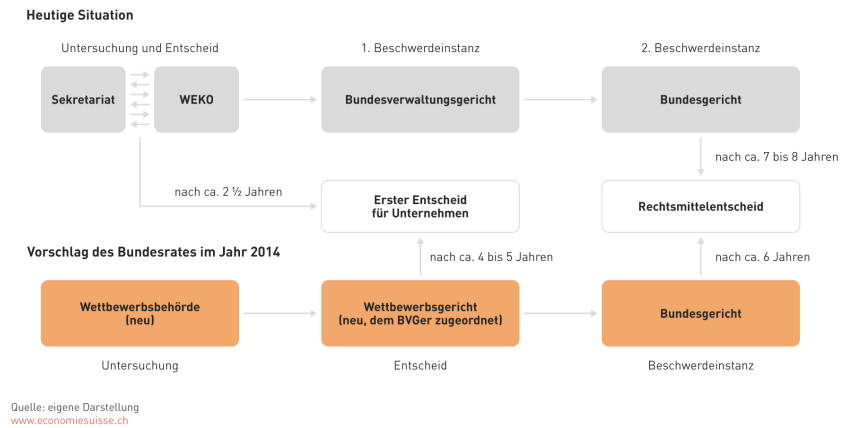 Heutige Situation
Untersuchung und Entscheid
1. Beschwerdeinstanz
2. Beschwerdeinstanz
Sekretariat
WEKO
Bundesverwaltungsgericht
Bundesgericht
nach ca. 7 bis 8 Jahren
nach ca. 2 ½ Jahren
Erster Entscheid
für Unternehmen
Rechtsmittelentscheid
Vorschlag des Bundesrates im Jahr 2014
nach ca. 4 bis 5 Jahren
nach ca. 6 Jahren
Wettbewerbsbehörde
(neu)
Wettbewerbsgericht
(neu, dem BVGer zugeordnet)
Bundesgericht
Untersuchung
Entscheid
Beschwerdeinstanz
Quelle: eigene Darstellung
www.economiesuisse.ch